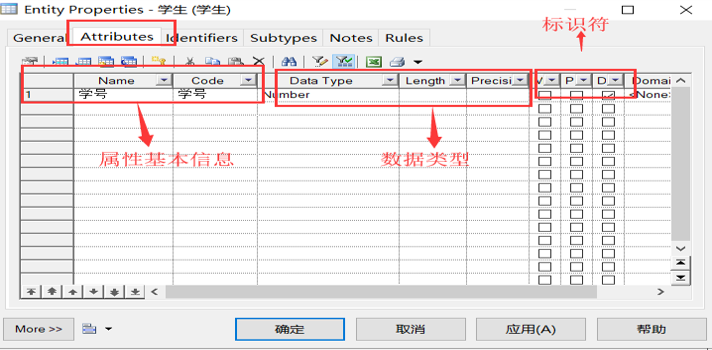 Entity Properties - 学生 (学生)
标识符
General Attributes Identifiers Subtypes Notes Rules
Name Code Data Type Length Precisi V P D Domai
1 学号 学号 Number <None>
属性基本信息 数据类型
More >> 确定 取消 应用(A) 帮助